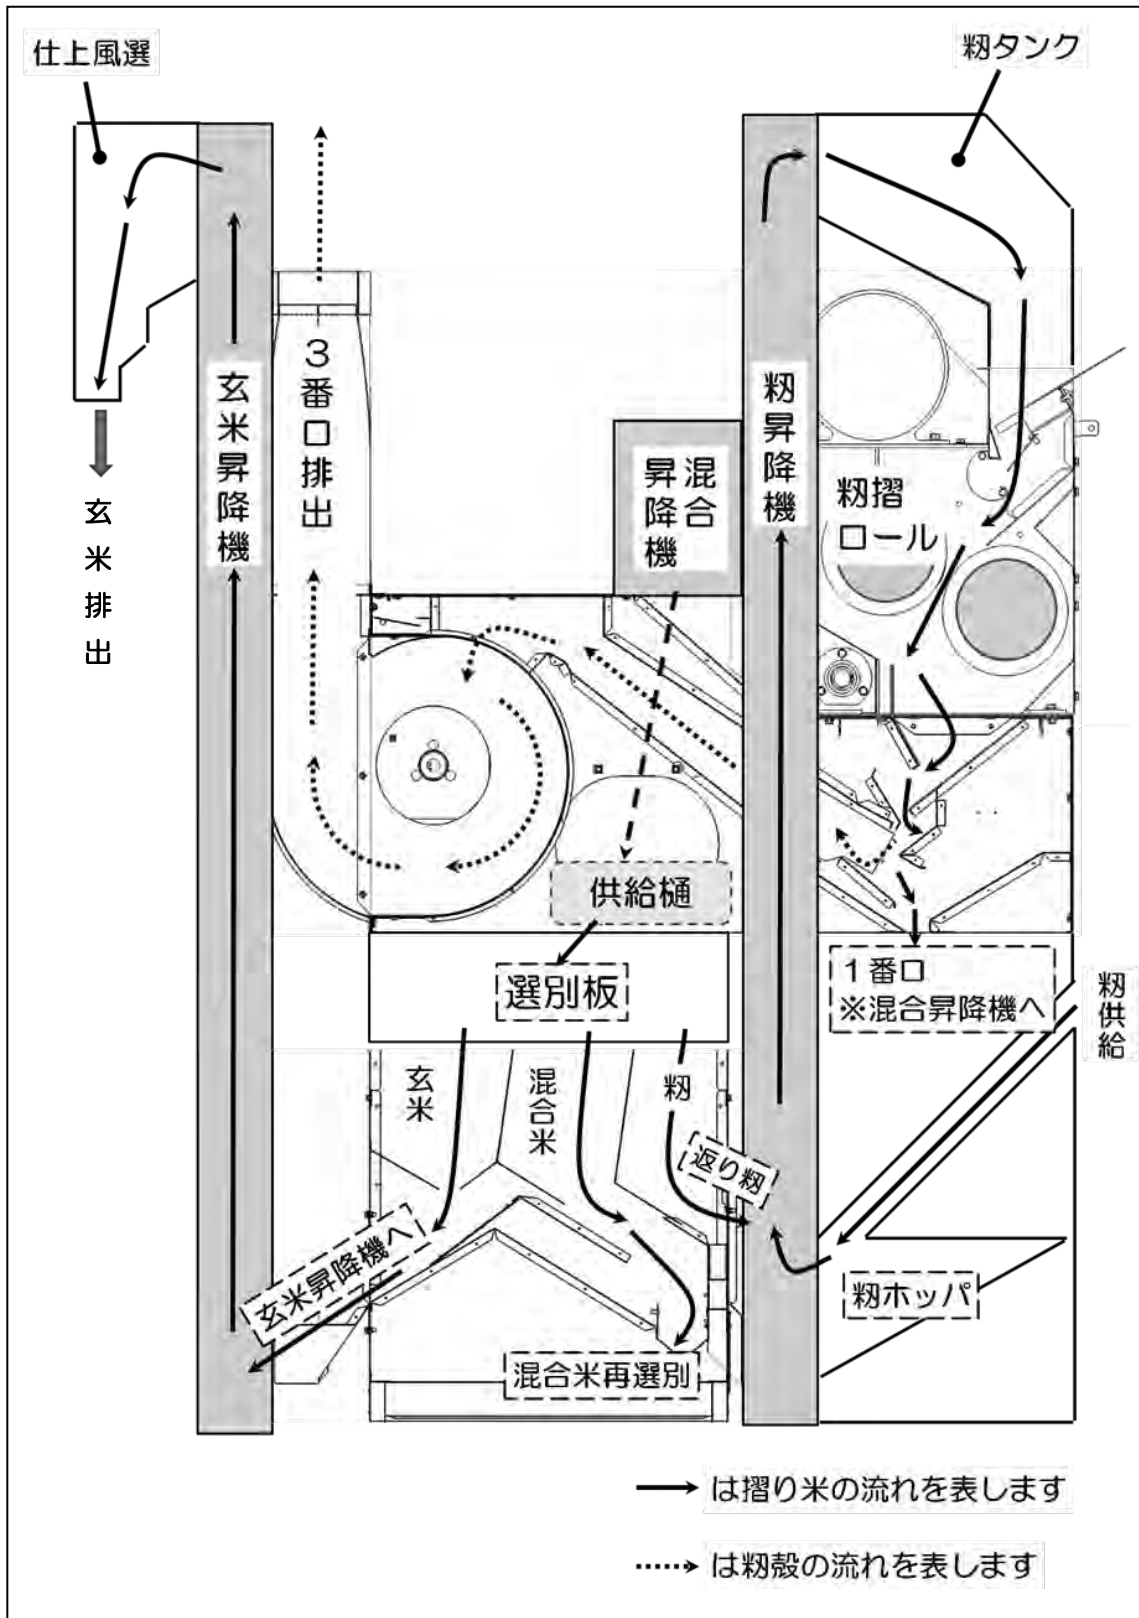 仕上風選
籾タンク
玄米昇降機
3番口排出
混合
昇降機
籾昇降機
籾摺
ロール
玄米排出
供給樋
選別板
1番口
※混合昇降機へ
籾供給
玄米
混合米
籾
返り籾
玄米昇降機へ
籾ホッパ
混合米再選別
は摺り米の流れを表します
は籾殻の流れを表します